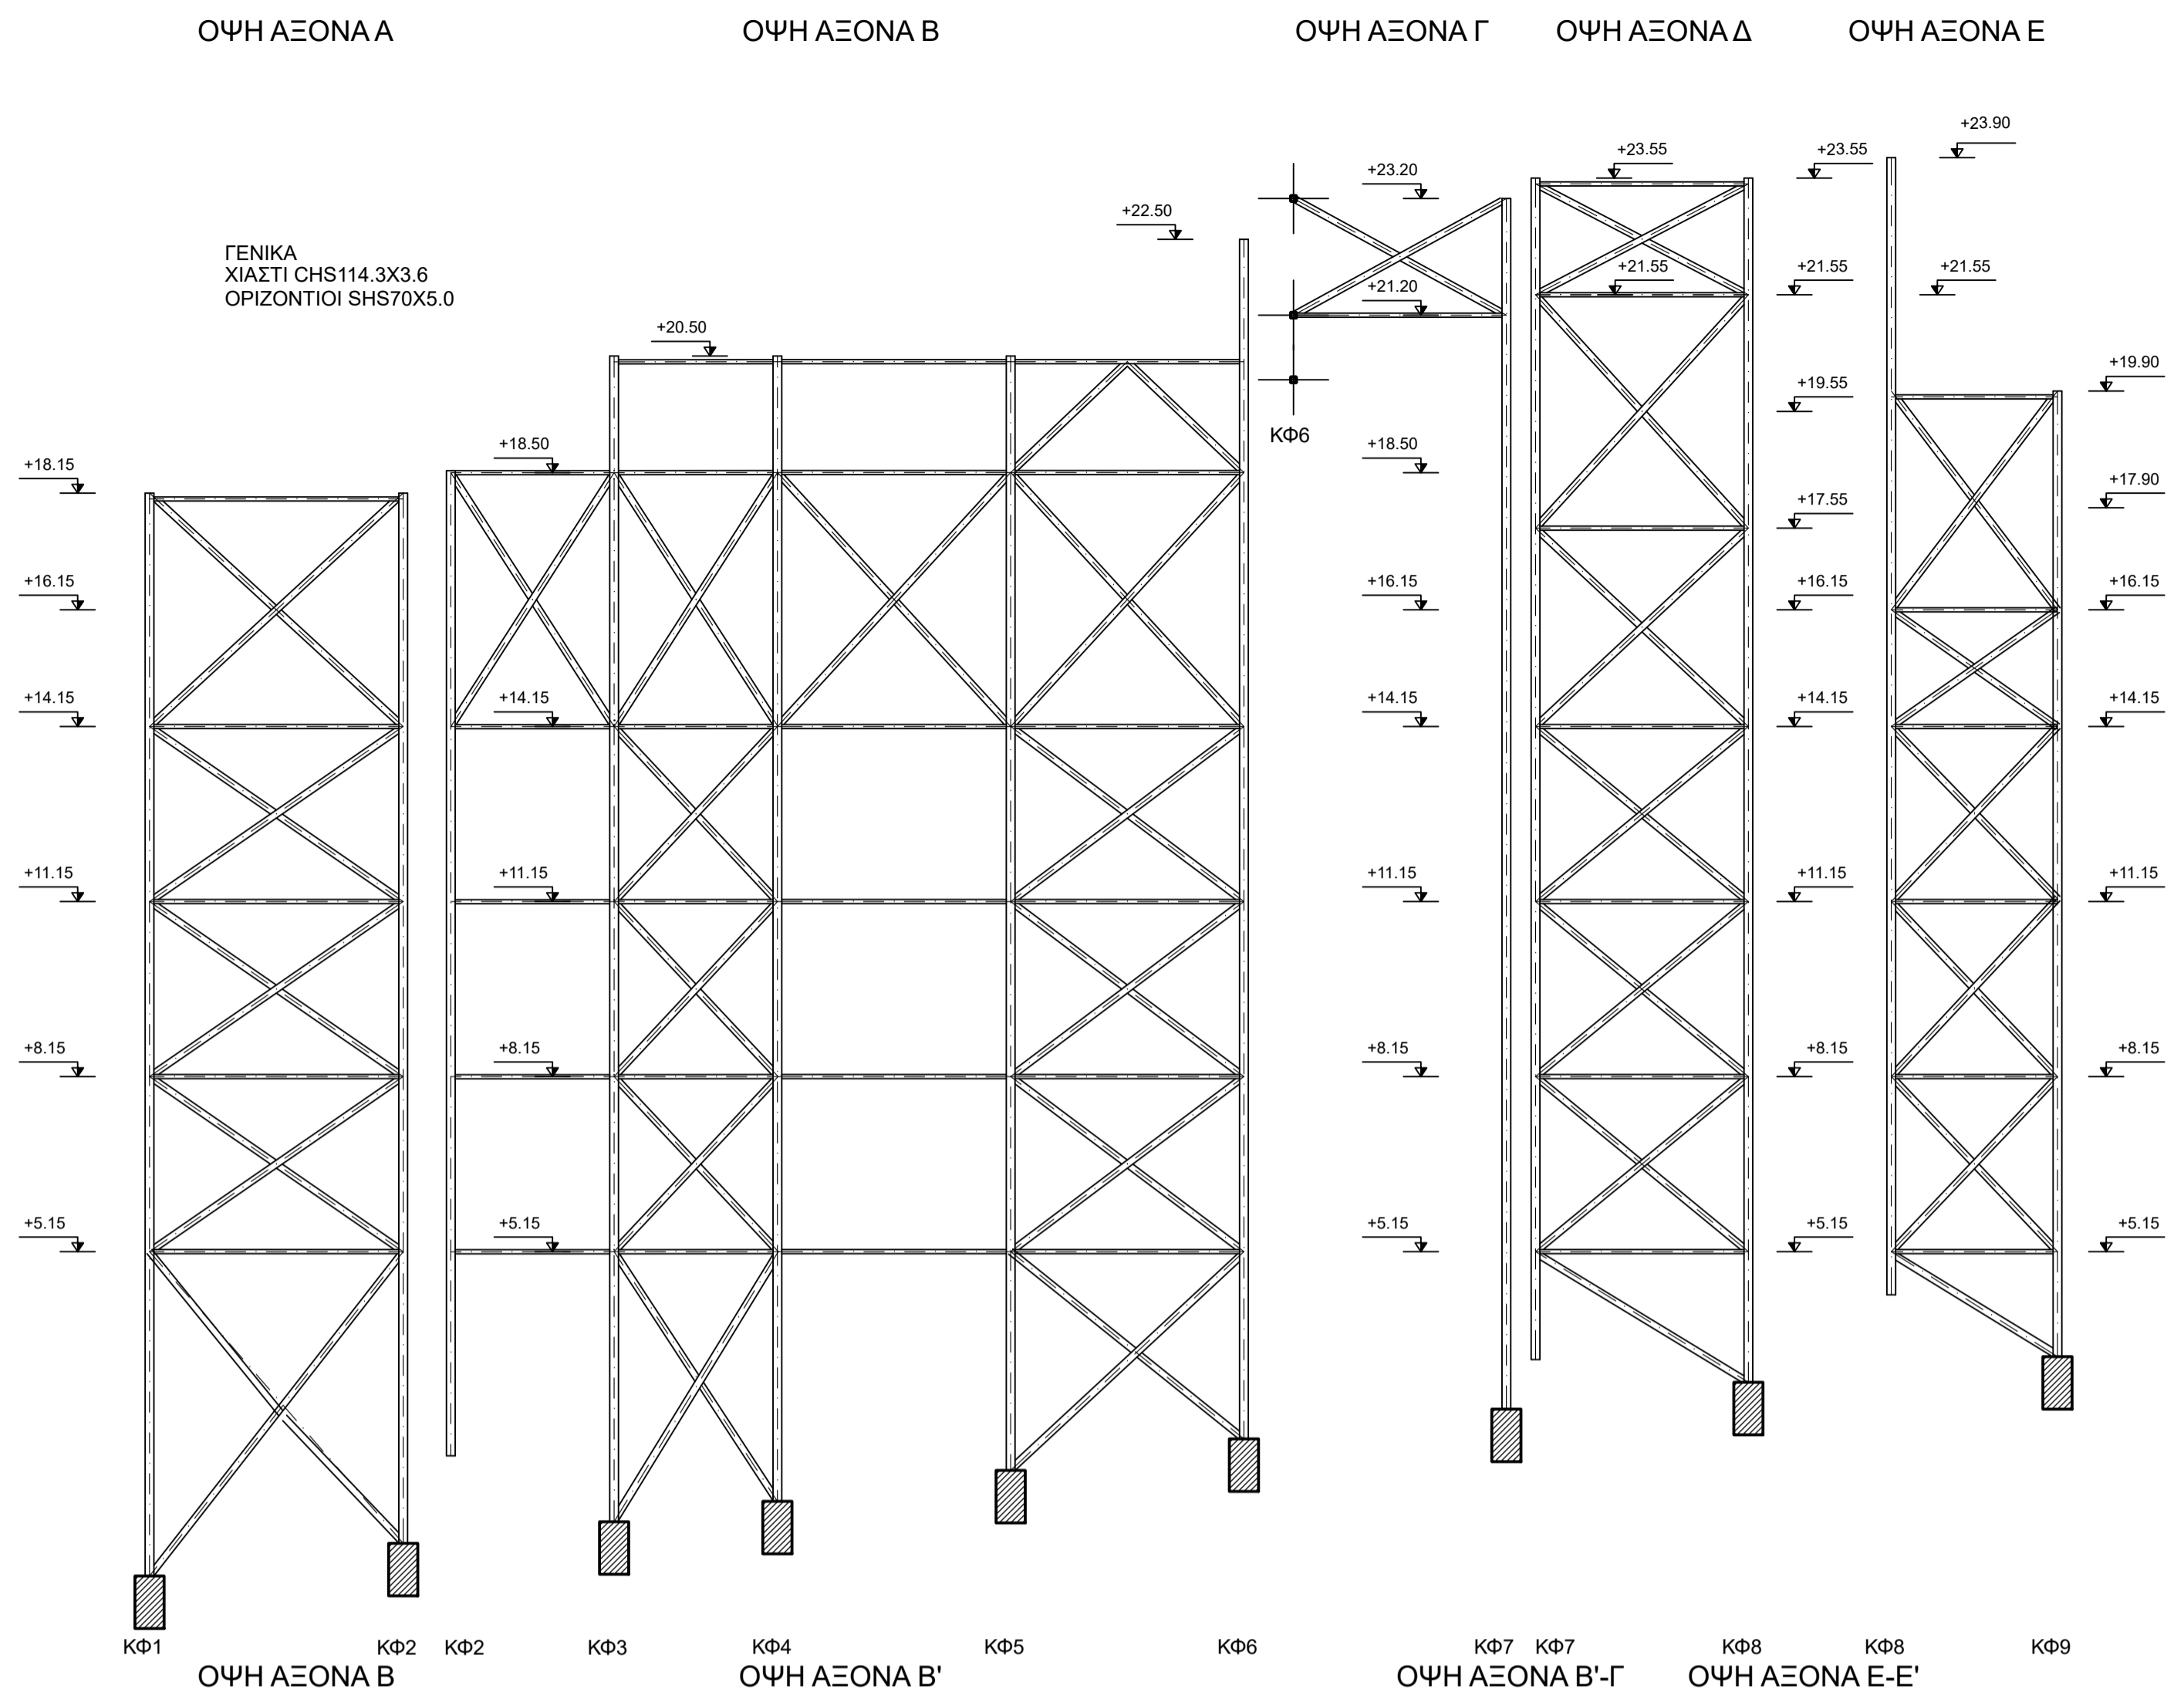 ΟΨΗ ΑΞΟΝΑ Α
ΟΨΗ ΑΞΟΝΑ Β
ΟΨΗ ΑΞΟΝΑ Γ
ΟΨΗ ΑΞΟΝΑ Δ
ΟΨΗ ΑΞΟΝΑ Ε
ΓΕΝΙΚΑ
ΧΙΑΣΤΙ CHS114.3X3.6
ΟΡΙΖΟΝΤΙΟΙ SHS70X5.0
+18.15
+16.15
+14.15
+11.15
+8.15
+5.15
+20.50
+18.50
+14.15
+11.15
+8.15
+5.15
+22.50
ΚΦ6
+23.20
+21.20
+18.50
+16.15
+14.15
+11.15
+8.15
+5.15
+23.55
+21.55
+23.55
+21.55
+19.55
+17.55
+16.15
+14.15
+11.15
+8.15
+5.15
+23.90
+21.55
+19.90
+17.90
+16.15
+14.15
+11.15
+8.15
+5.15
ΚΦ1
ΚΦ2
ΚΦ2
ΚΦ3
ΚΦ4
ΚΦ5
ΚΦ6
ΚΦ7
ΚΦ7
ΚΦ8
ΚΦ8
ΚΦ9
ΟΨΗ ΑΞΟΝΑ Β
ΟΨΗ ΑΞΟΝΑ Β'
ΟΨΗ ΑΞΟΝΑ Β'-Γ
ΟΨΗ ΑΞΟΝΑ Ε-Ε'